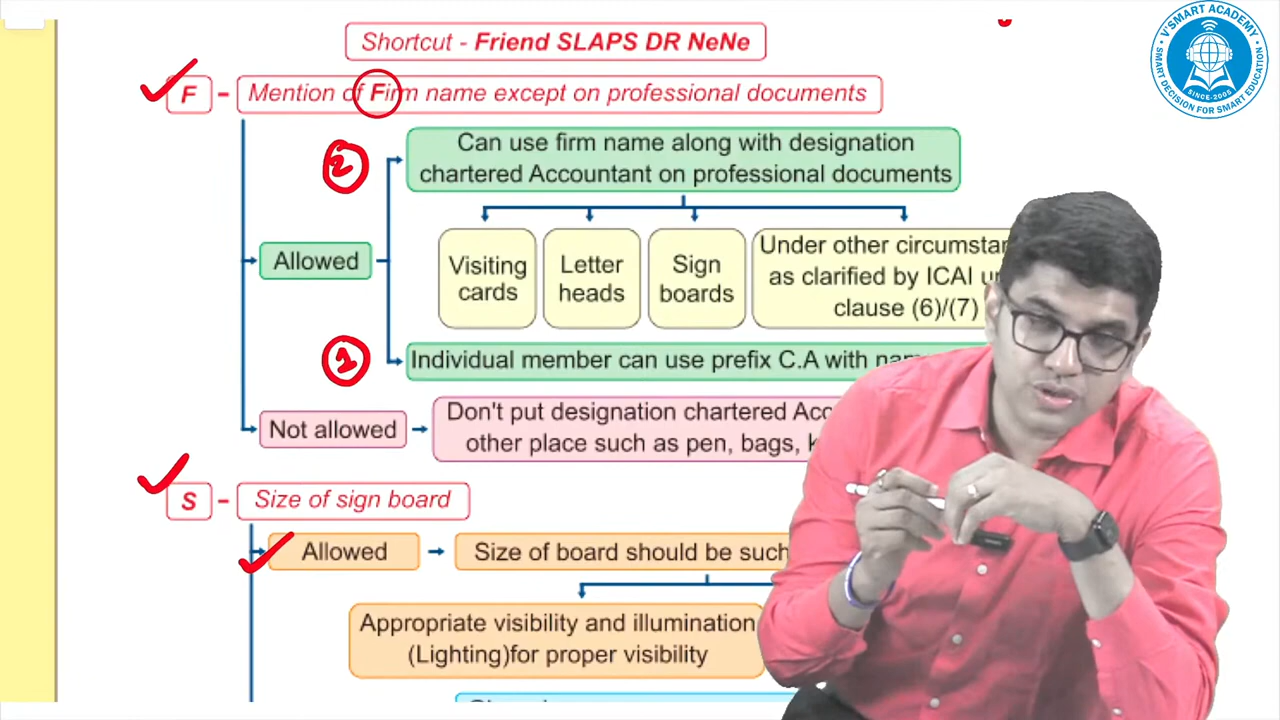 Shortcut - Friend SLAPS DR NeNe
F - Mention of Firm name except on professional documents
2
Can use firm name along with designation
chartered Accountant on professional documents
Allowed
Visiting
cards
Letter
heads
Sign
boards
Under other
as clarified by ICAI
clause (6)/(7)
1
Individual member can use prefix C.A with
Not allowed
Don't put designation chartered
other place such as pen, bags,
S - Size of sign board
Allowed
Size of board should be such
Appropriate visibility and illumination
(Lighting)for proper visibility
V'SMART ACADEMY
SINCE-2005
SMART DECISION FOR SMART EDUCATION